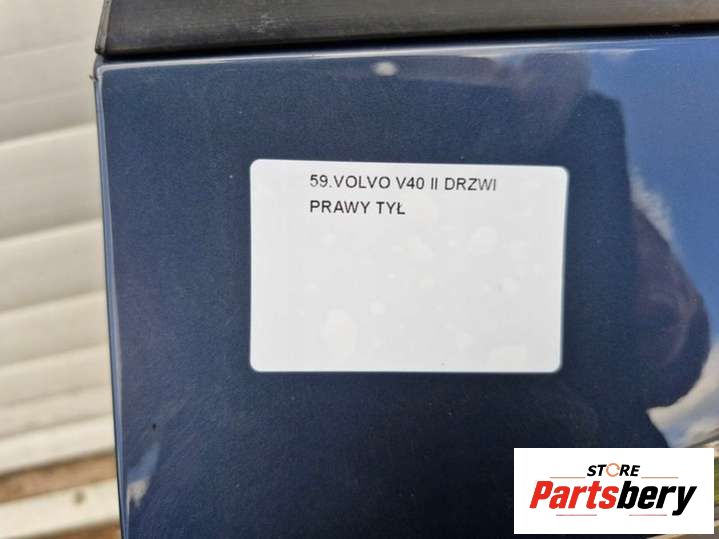 59.VOLVO V40 II DRZWI
PRAWY TYŁ
STORE
Partsbery